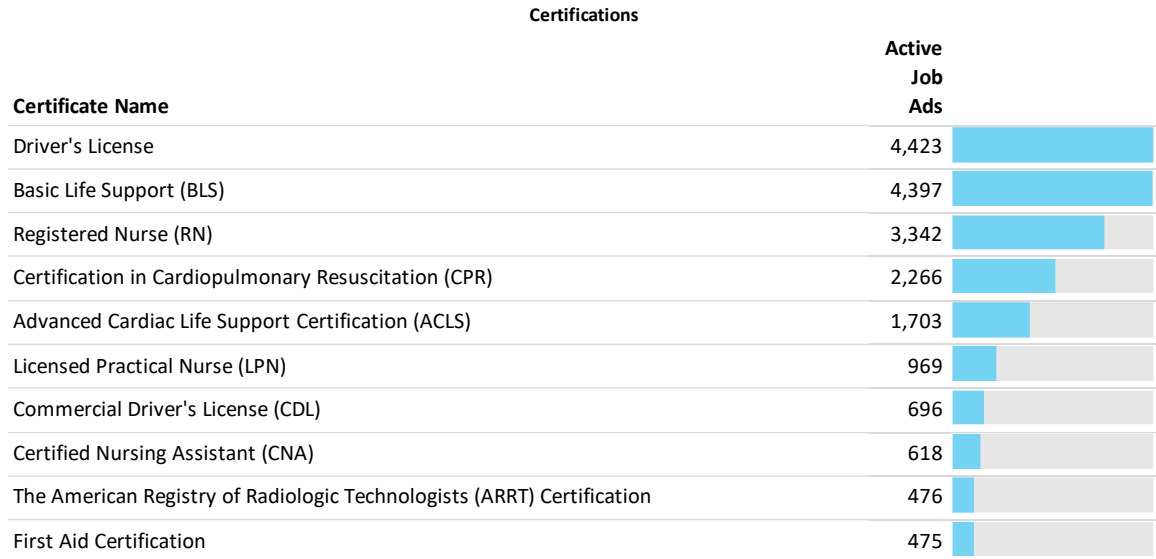 Certifications
Active
Job
Certificate Name Ads
Driver's License 4,423
Basic Life Support (BLS) 4,397
Registered Nurse (RN) 3,342
Certification in Cardiopulmonary Resuscitation (CPR) 2,266
Advanced Cardiac Life Support Certification (ACLS) 1,703
Licensed Practical Nurse (LPN) 969
Commercial Driver's License (CDL) 696
Certified Nursing Assistant (CNA) 618
The American Registry of Radiologic Technologists (ARRT) Certification 476
First Aid Certification 475